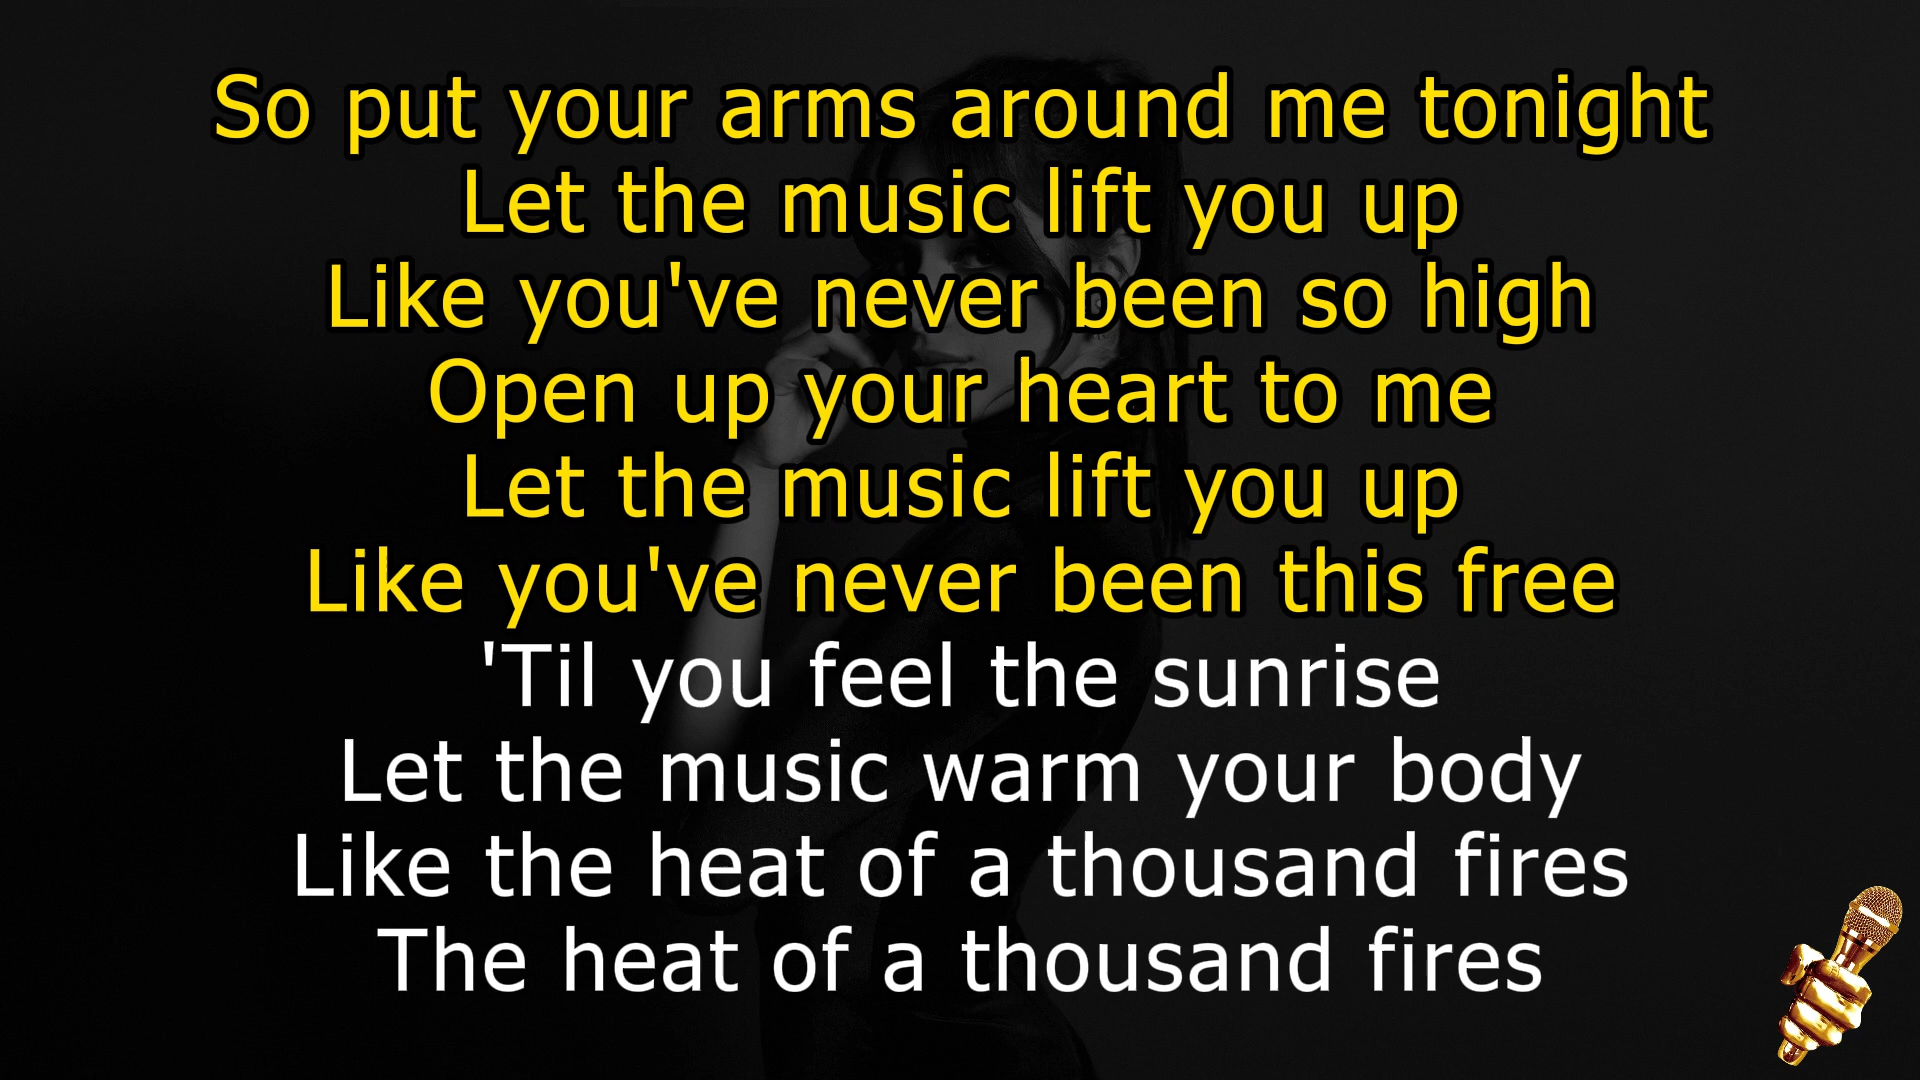 So put your arms around me tonight
Let the music lift you up
Like you've never been so high
Open up your heart to me
Let the music lift you up
Like you've never been this free
'Til you feel the sunrise
Let the music warm your body
Like the heat of a thousand fires
The heat of a thousand fires